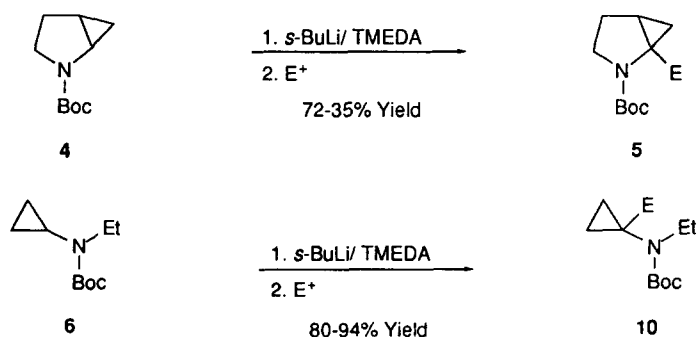 1. s-BuLi/ TMEDA
2. E⁺
72-35% Yield
N
Boc
4
N
E
Boc
5
1. s-BuLi/ TMEDA
2. E⁺
80-94% Yield
Et
N
Boc
6
E
Et
N
Boc
10